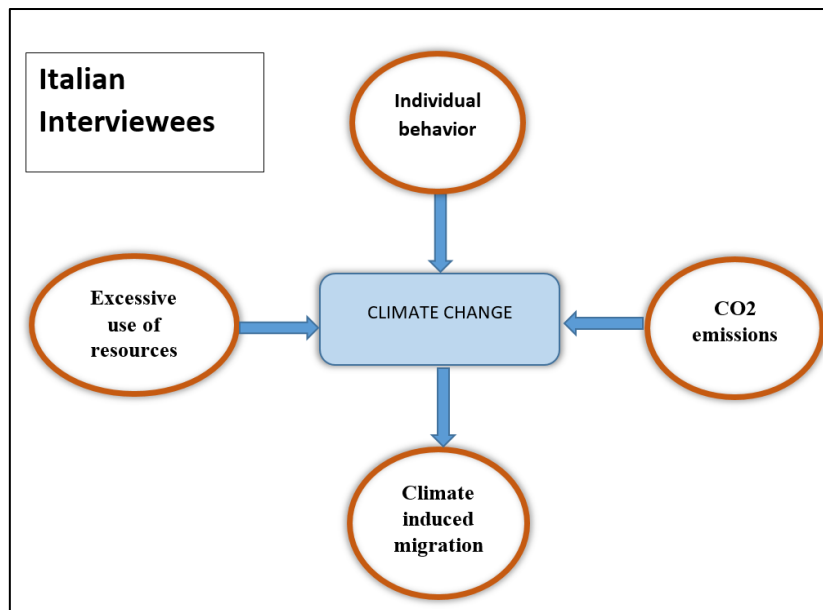 Italian
Interviewees
Individual
behavior
Excessive
use of
resources
CLIMATE CHANGE
CO2
emissions
Climate
induced
migration